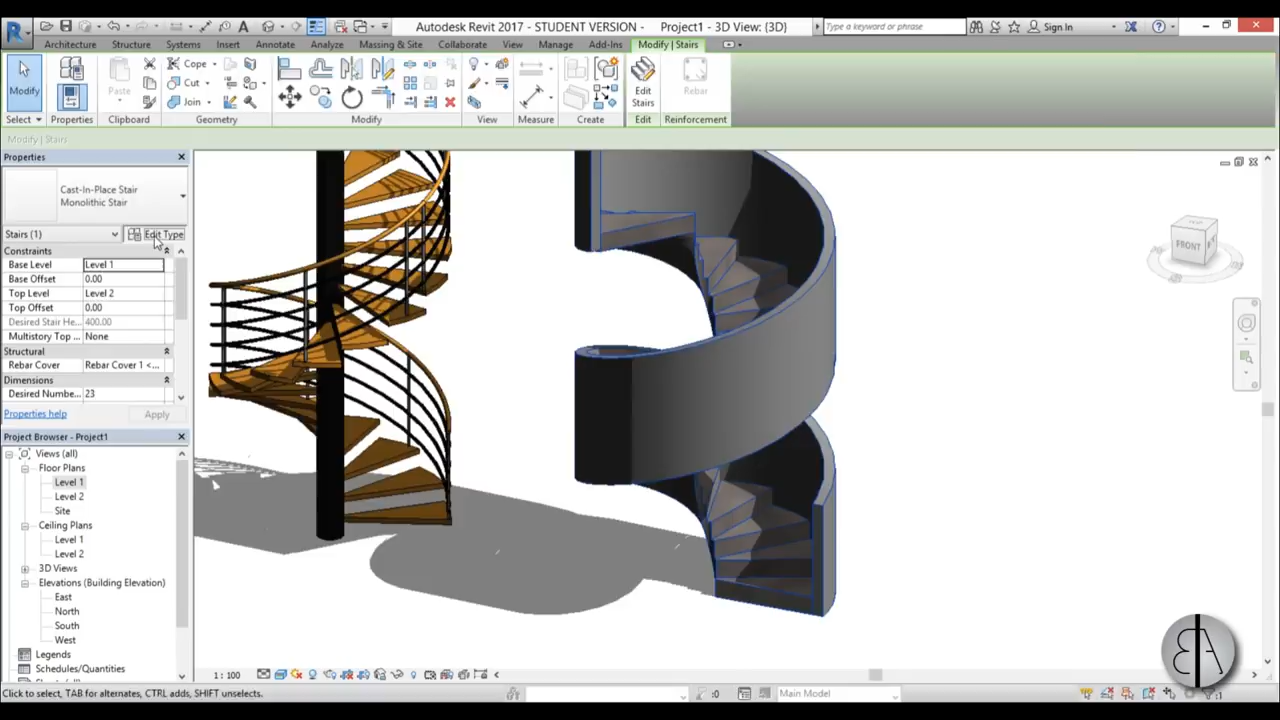 Autodesk Revit 2017 - STUDENT VERSION - Project1 - 3D View: {3D}
Type a keyword or phrase
Sign In
Architecture Structure Systems Insert Annotate Analyze Massing & Site Collaborate View Manage Add-Ins Modify | Stairs
Cope
Cut
Join
Modify
Paste
Edit
Stairs
Rebar
Select Properties Clipboard Geometry Modify View Measure Create Edit Reinforcement
Modify | Stairs
Properties
Cast-In-Place Stair
Monolithic Stair
Stairs (1)
Edit Type
Constraints
Base Level Level 1
Base Offset 0.00
Top Level Level 2
Top Offset 0.00
Desired Stair He... 400.00
Multistory Top ... None
Structural
Rebar Cover Rebar Cover 1 <...
Dimensions
Desired Numbe... 23
Properties help
Apply
Project Browser - Project1
Views (all)
Floor Plans
Level 1
Level 2
Site
Ceiling Plans
Level 1
Level 2
3D Views
Elevations (Building Elevation)
East
North
South
West
Legends
Schedules/Quantities
TOP
FRONT
1 : 100
Click to select, TAB for alternates, CTRL adds, SHIFT unselects.
:0
Main Model
:1